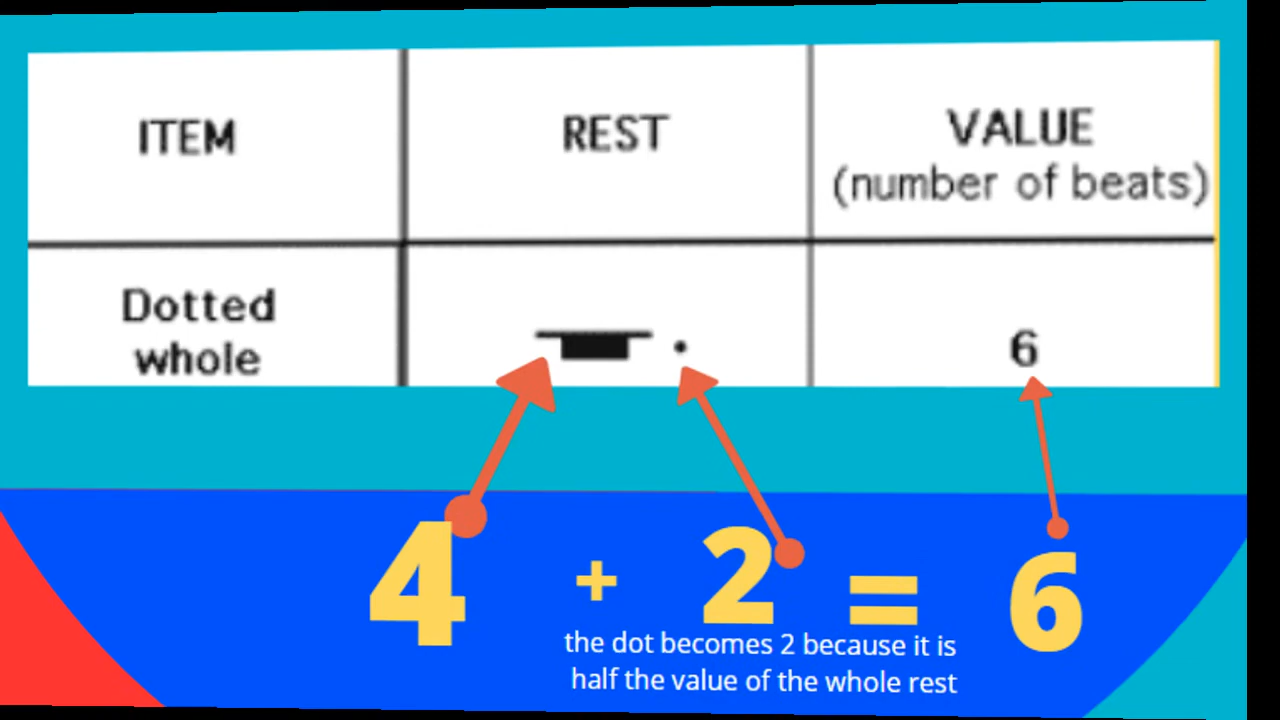 ITEM
REST
VALUE
(number of beats)
Dotted
whole
6
4 + 2 = 6
the dot becomes 2 because it is
half the value of the whole rest